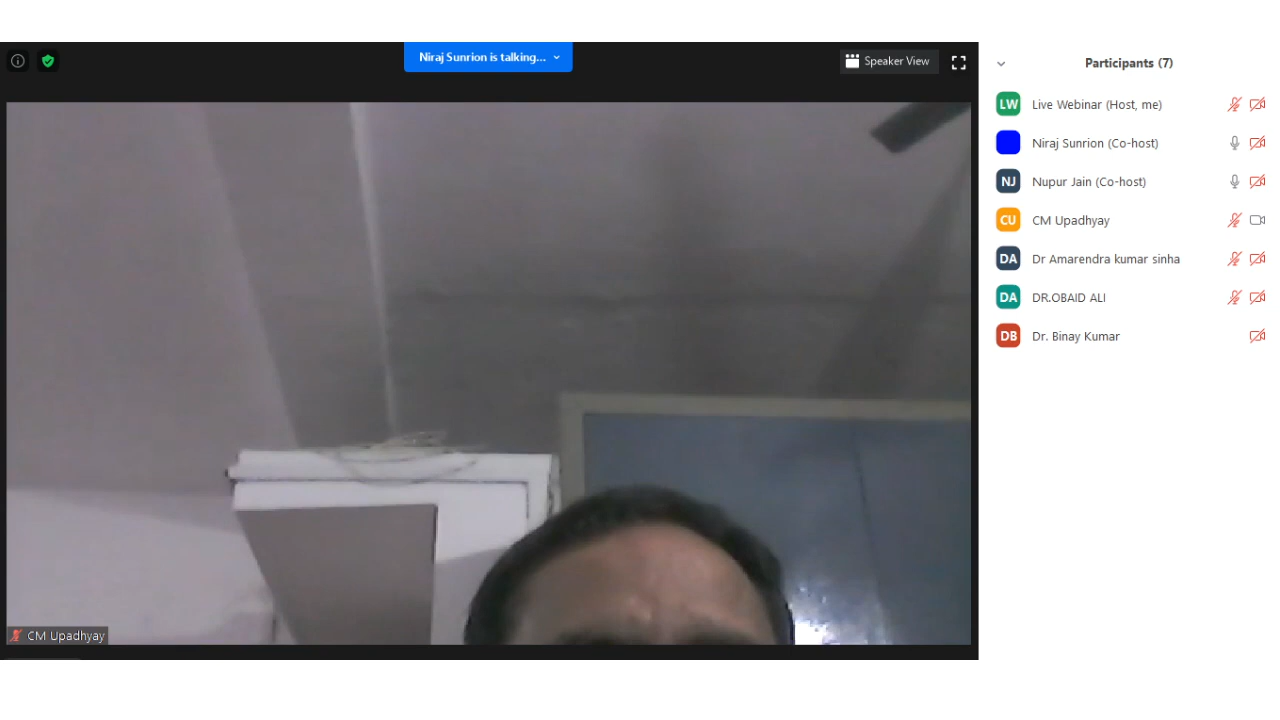 Niraj Sunrion is talking...
Speaker View
Participants (7)
LW Live Webinar (Host, me)
Niraj Sunrion (Co-host)
NJ Nupur Jain (Co-host)
CU CM Upadhyay
DA Dr Amarendra kumar sinha
DA DR.OBAID ALI
DB Dr. Binay Kumar
CM Upadhyay